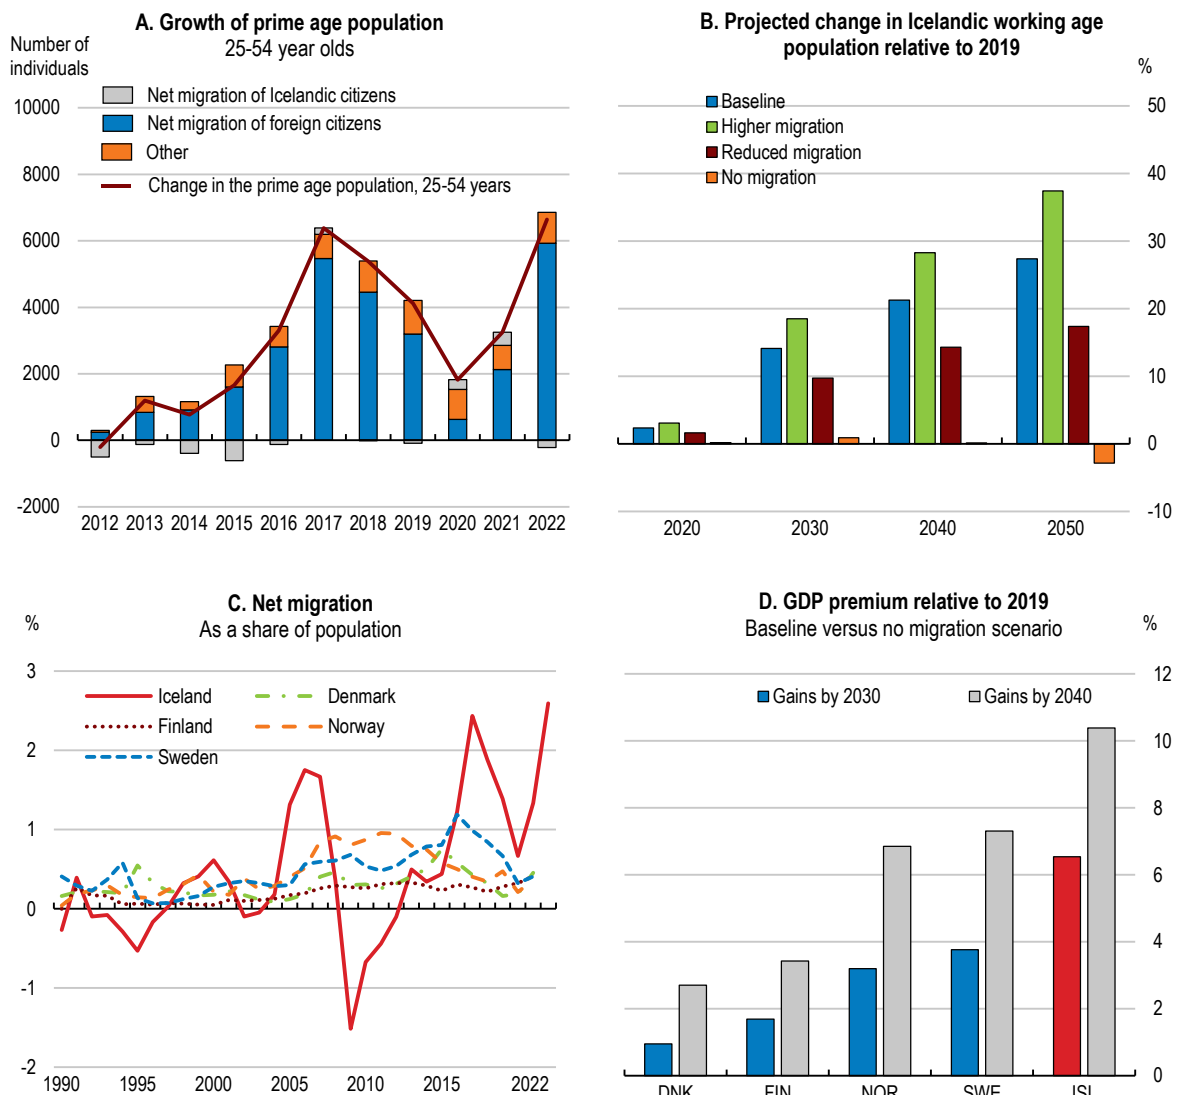 A. Growth of prime age population
25-54 year olds
Number of
individuals
Net migration of Icelandic citizens
Net migration of foreign citizens
Other
Change in the prime age population, 25-54 years
10000
8000
6000
4000
2000
0
-2000
2012 2013 2014 2015 2016 2017 2018 2019 2020 2021 2022
B. Projected change in Icelandic working age
population relative to 2019
%
Baseline
Higher migration
Reduced migration
No migration
50
40
30
20
10
0
-10
2020 2030 2040 2050
C. Net migration
As a share of population
%
Iceland
Denmark
Finland
Norway
Sweden
3
2
1
0
-1
-2
1990 1995 2000 2005 2010 2015 2022
D. GDP premium relative to 2019
Baseline versus no migration scenario
%
Gains by 2030
Gains by 2040
12
10
8
6
4
2
0
DNK FIN NOR SWE ISL